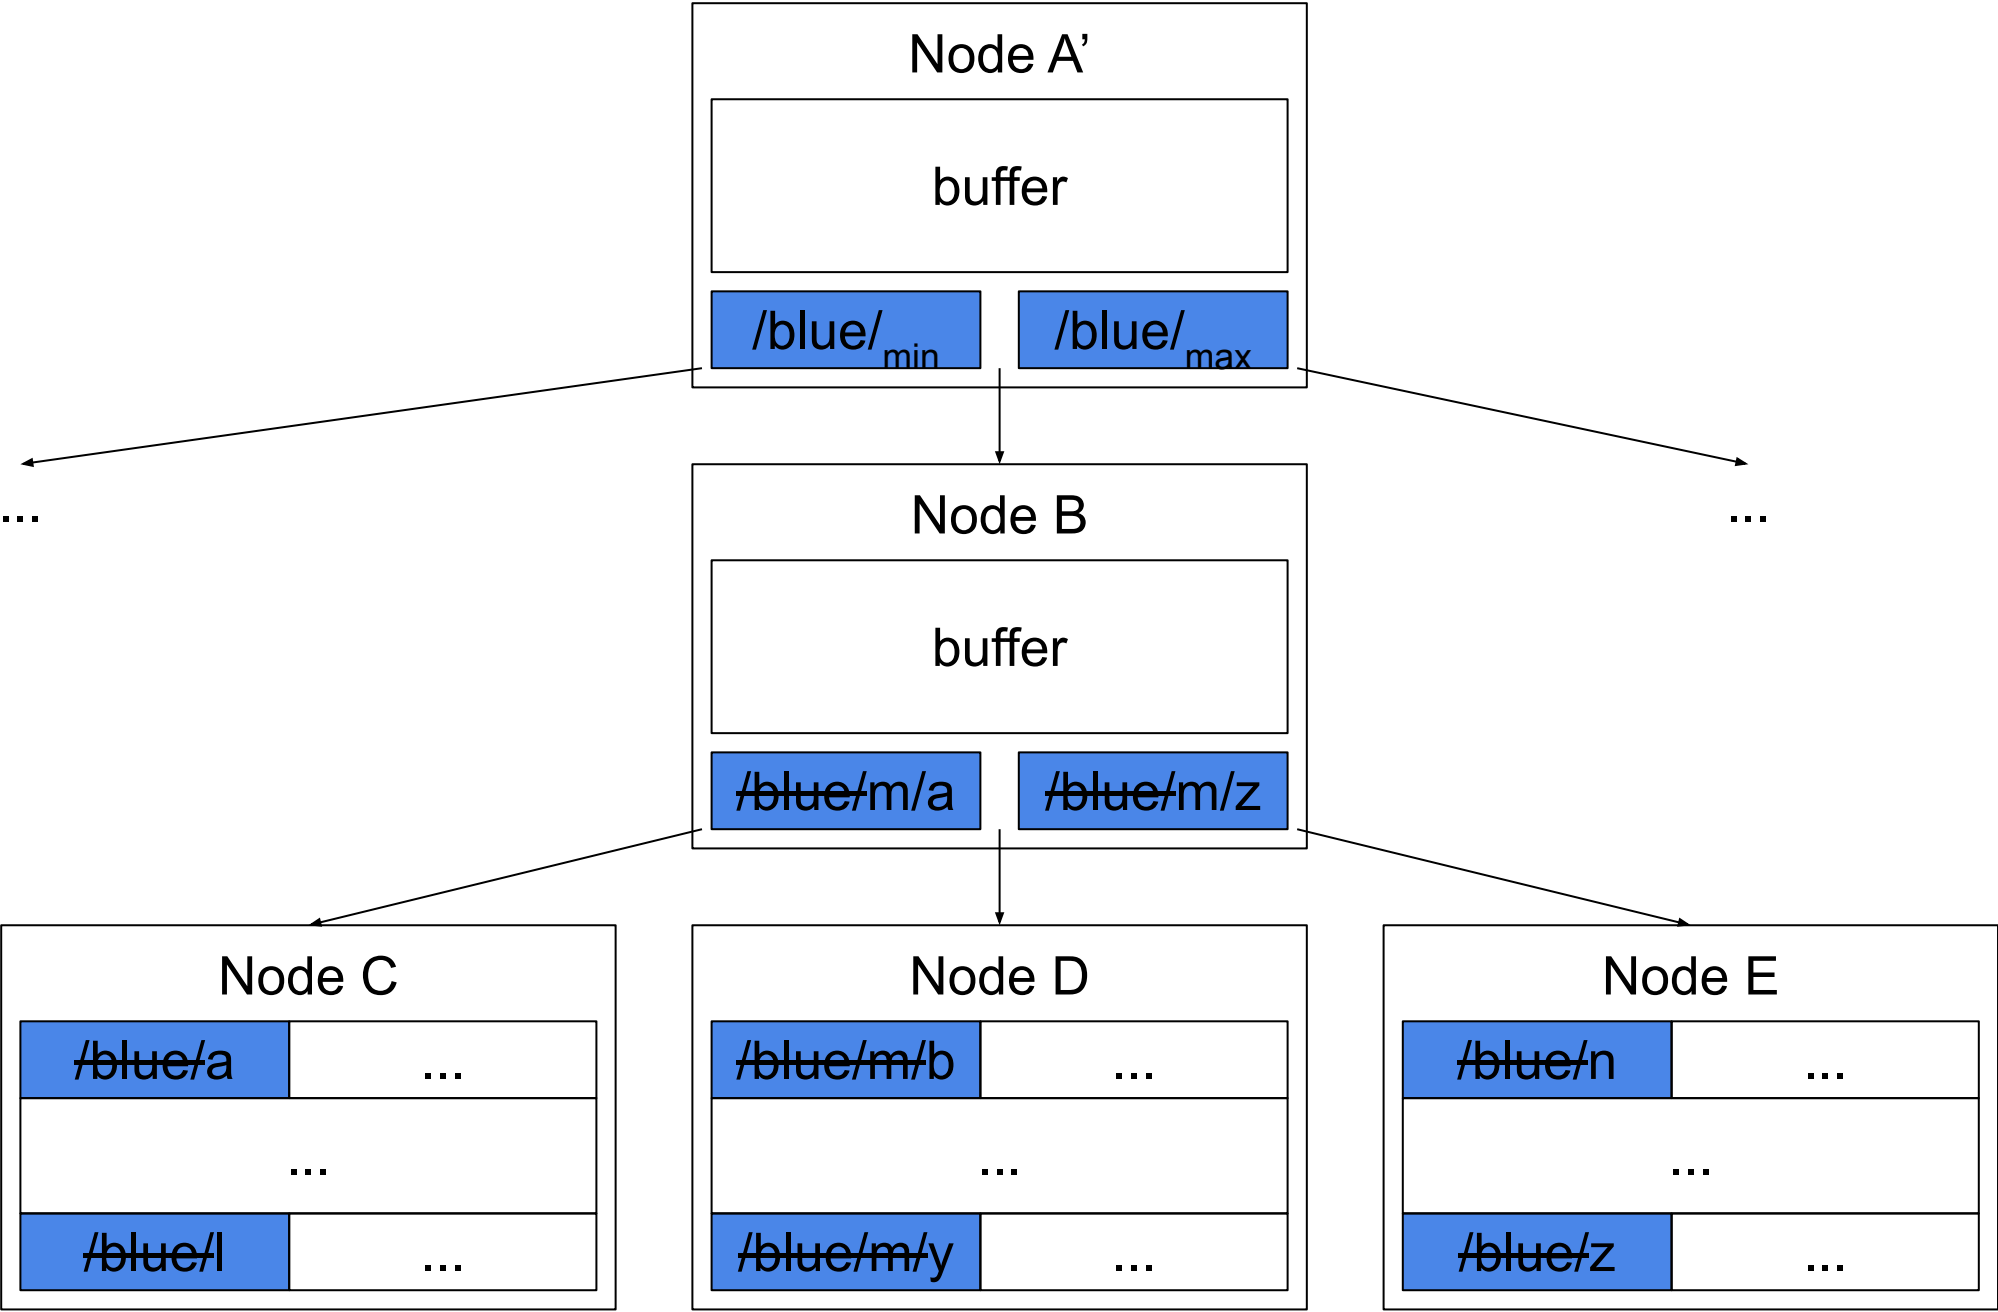 Node A’
buffer
/blue/min /blue/max
... ...
Node B
buffer
/blue/m/a /blue/m/z
Node C Node D Node E
/blue/a ... /blue/m/b ... /blue/n ...
... ... ...
/blue/l ... /blue/m/y ... /blue/z ...